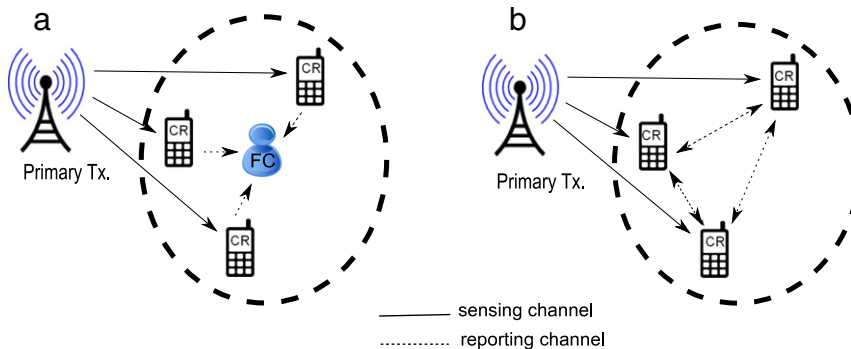 a
b
CR
CR
CR
CR
FC
CR
CR
Primary Tx.
Primary Tx.
sensing channel
reporting channel